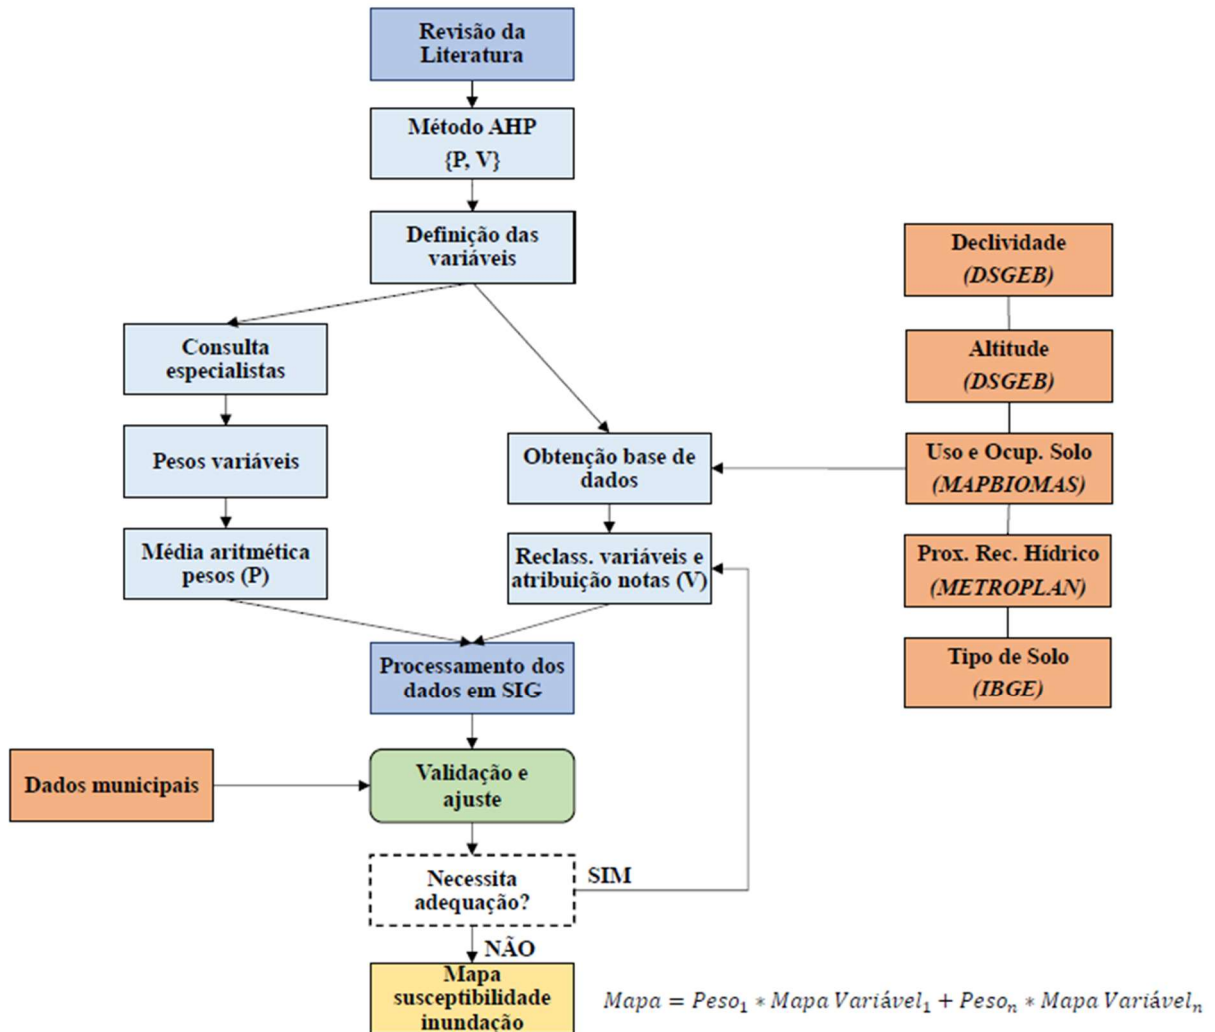 Revisão da
Literatura
Método AHP
{P, V}
Definição das
variáveis
Consulta
especialistas
Pesos variáveis
Média aritmética
pesos (P)
Obtenção base de
dados
Reclass. variáveis e
atribuição notas (V)
Declividade
(DSGEB)
Altitude
(DSGEB)
Uso e Ocup. Solo
(MAPBIOMAS)
Prox. Rec. Hídrico
(METROPLAN)
Tipo de Solo
(IBGE)
Processamento dos
dados em SIG
Dados municipais
Validação e
ajuste
Necessita
adequação?
SIM
NÃO
Mapa
susceptibilidade
inundação
Mapa = Peso₁ * Mapa Variável₁ + Pesoₙ * Mapa Variávelₙ